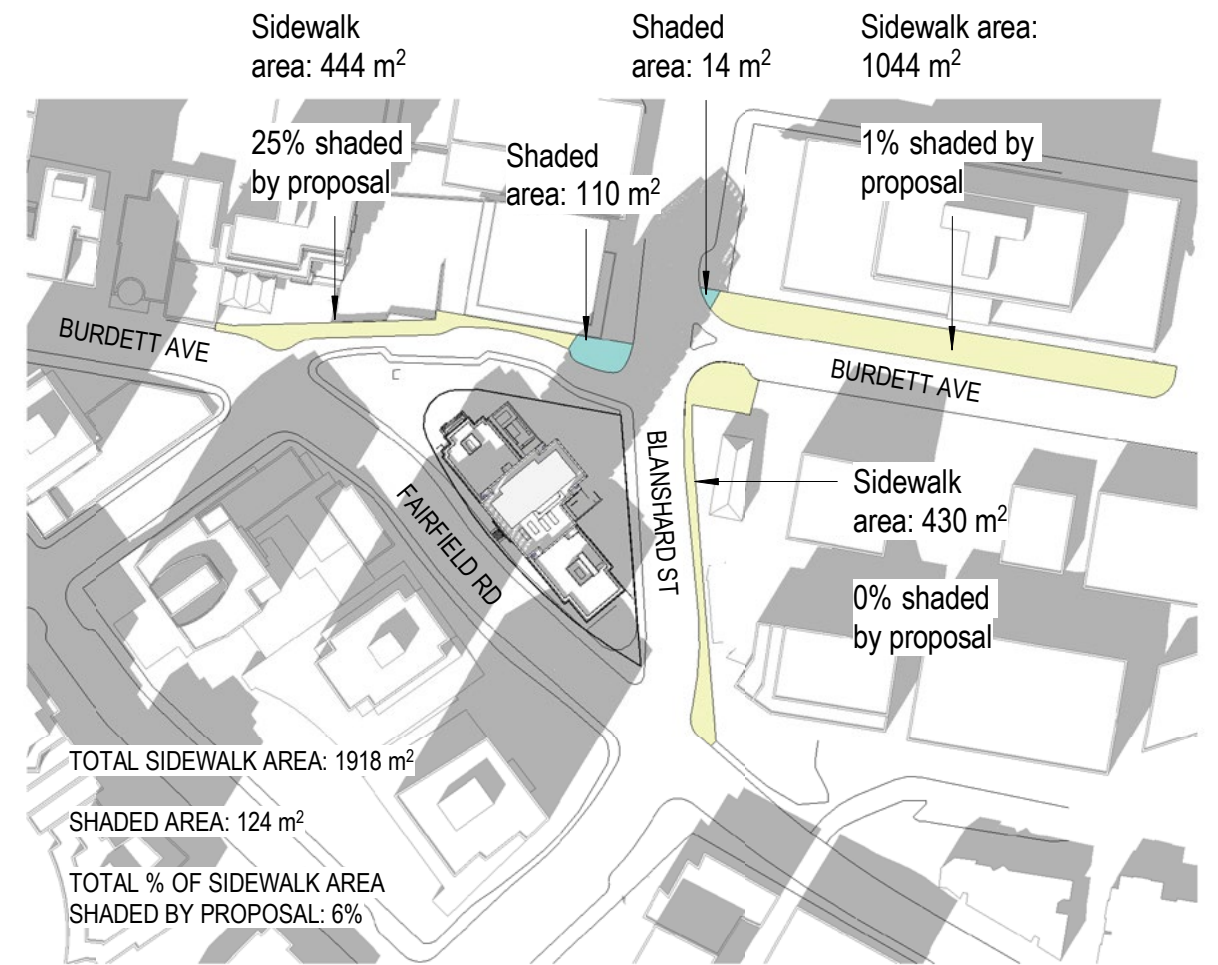 Sidewalk
area: 444 m²
Shaded
area: 14 m²
Sidewalk area:
1044 m²
25% shaded
by proposal
Shaded
area: 110 m²
1% shaded by
proposal
BURDETT AVE
BURDETT AVE
BLANSHARD ST
FAIRFIELD RD
Sidewalk
area: 430 m²
0% shaded
by proposal
TOTAL SIDEWALK AREA: 1918 m²
SHADED AREA: 124 m²
TOTAL % OF SIDEWALK AREA
SHADED BY PROPOSAL: 6%